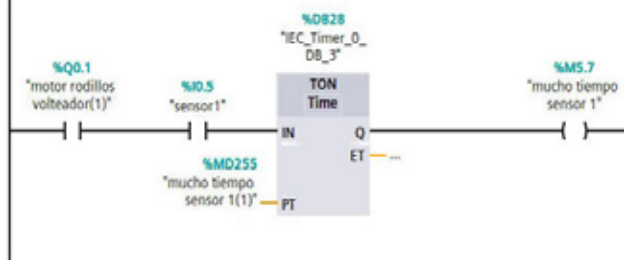 %DB28
"IEC_Timer_0_
DB_3"
%Q0.1
"motor rodillos
volteador(1)"
%I0.5
"sensor1"
TON
Time
%M5.7
"mucho tiempo
sensor 1"
IN
Q
ET
...
%MD255
"mucho tiempo
sensor 1(1)"
PT